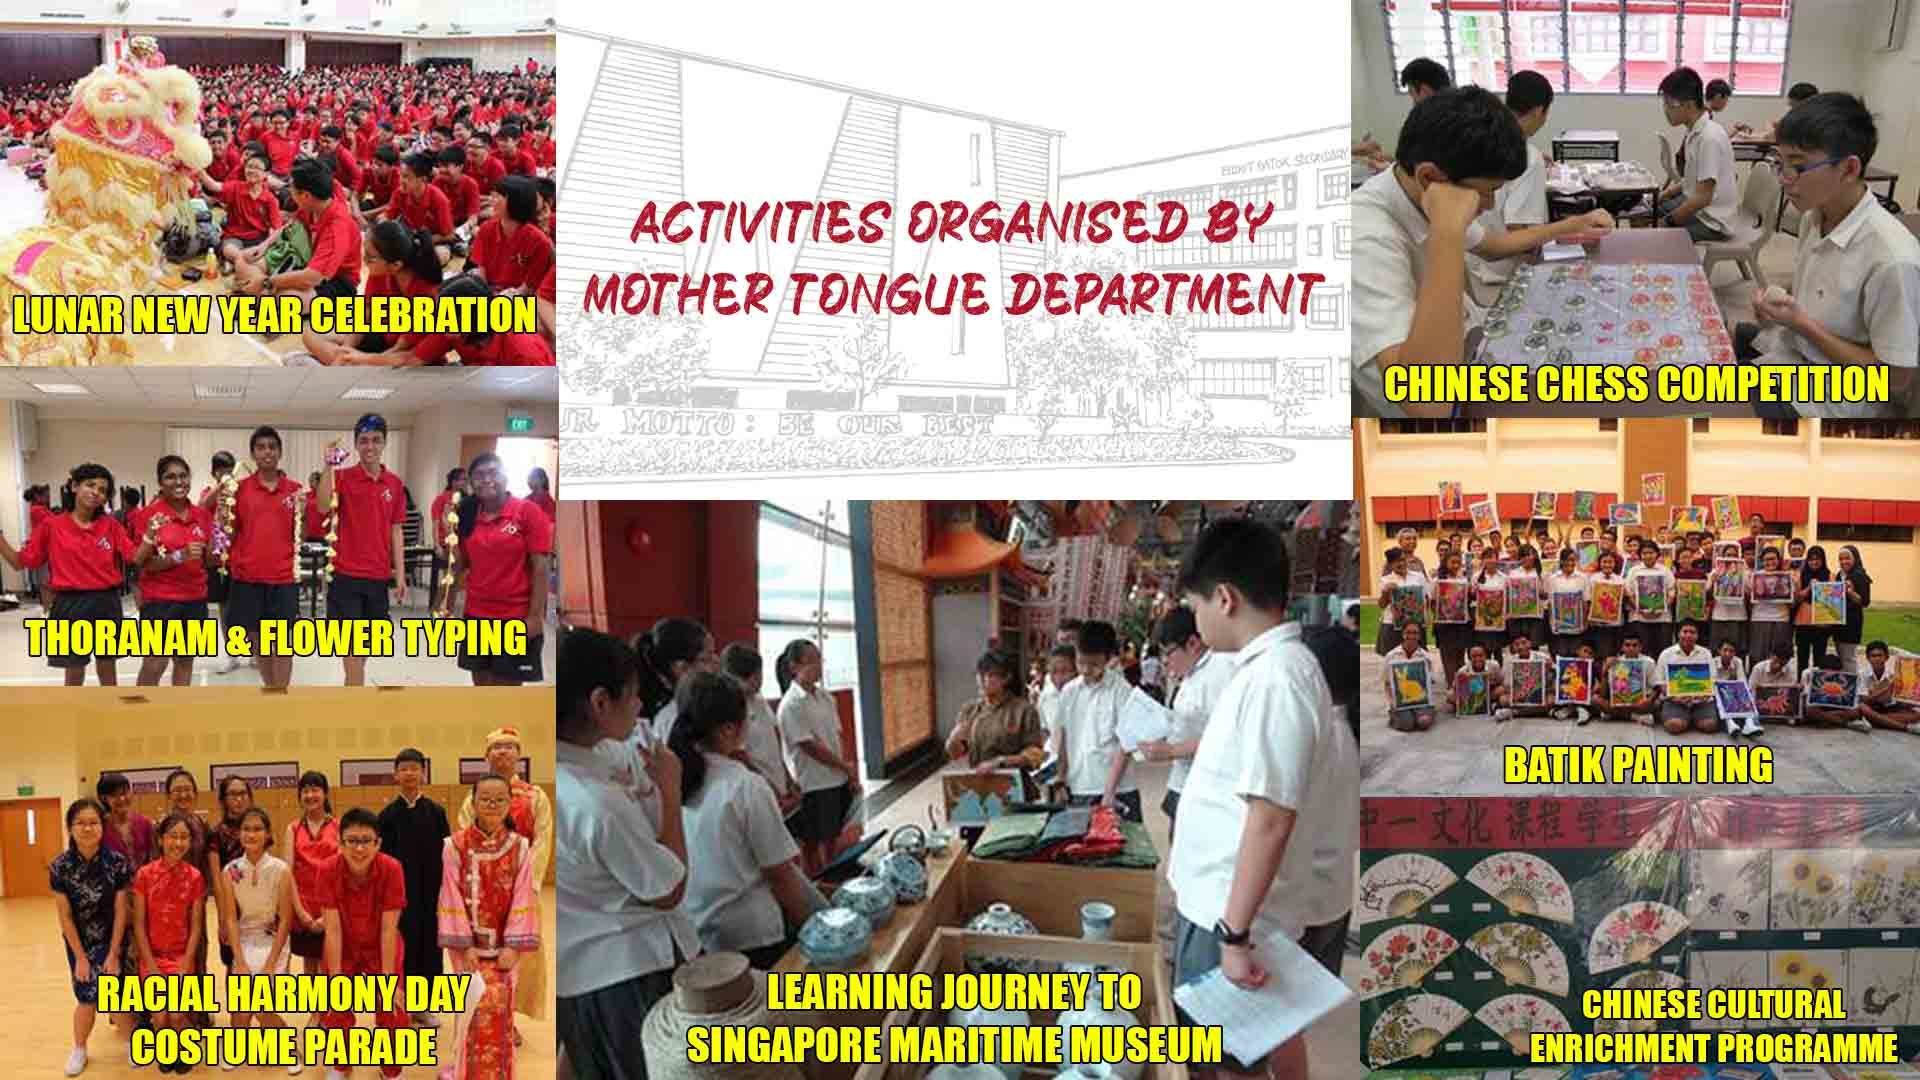 ACTIVITIES ORGANISED BY
MOTHER TONGUE DEPARTMENT
BUKIT BATOK SECONDARY
UR MOTTO: BE OUR BEST
LUNAR NEW YEAR CELEBRATION
CHINESE CHESS COMPETITION
EXIT
THORANAM & FLOWER TYPING
BATIK PAINTING
RACIAL HARMONY DAY
COSTUME PARADE
LEARNING JOURNEY TO
SINGAPORE MARITIME MUSEUM
中一文化课程学生
CHINESE CULTURAL
ENRICHMENT PROGRAMME